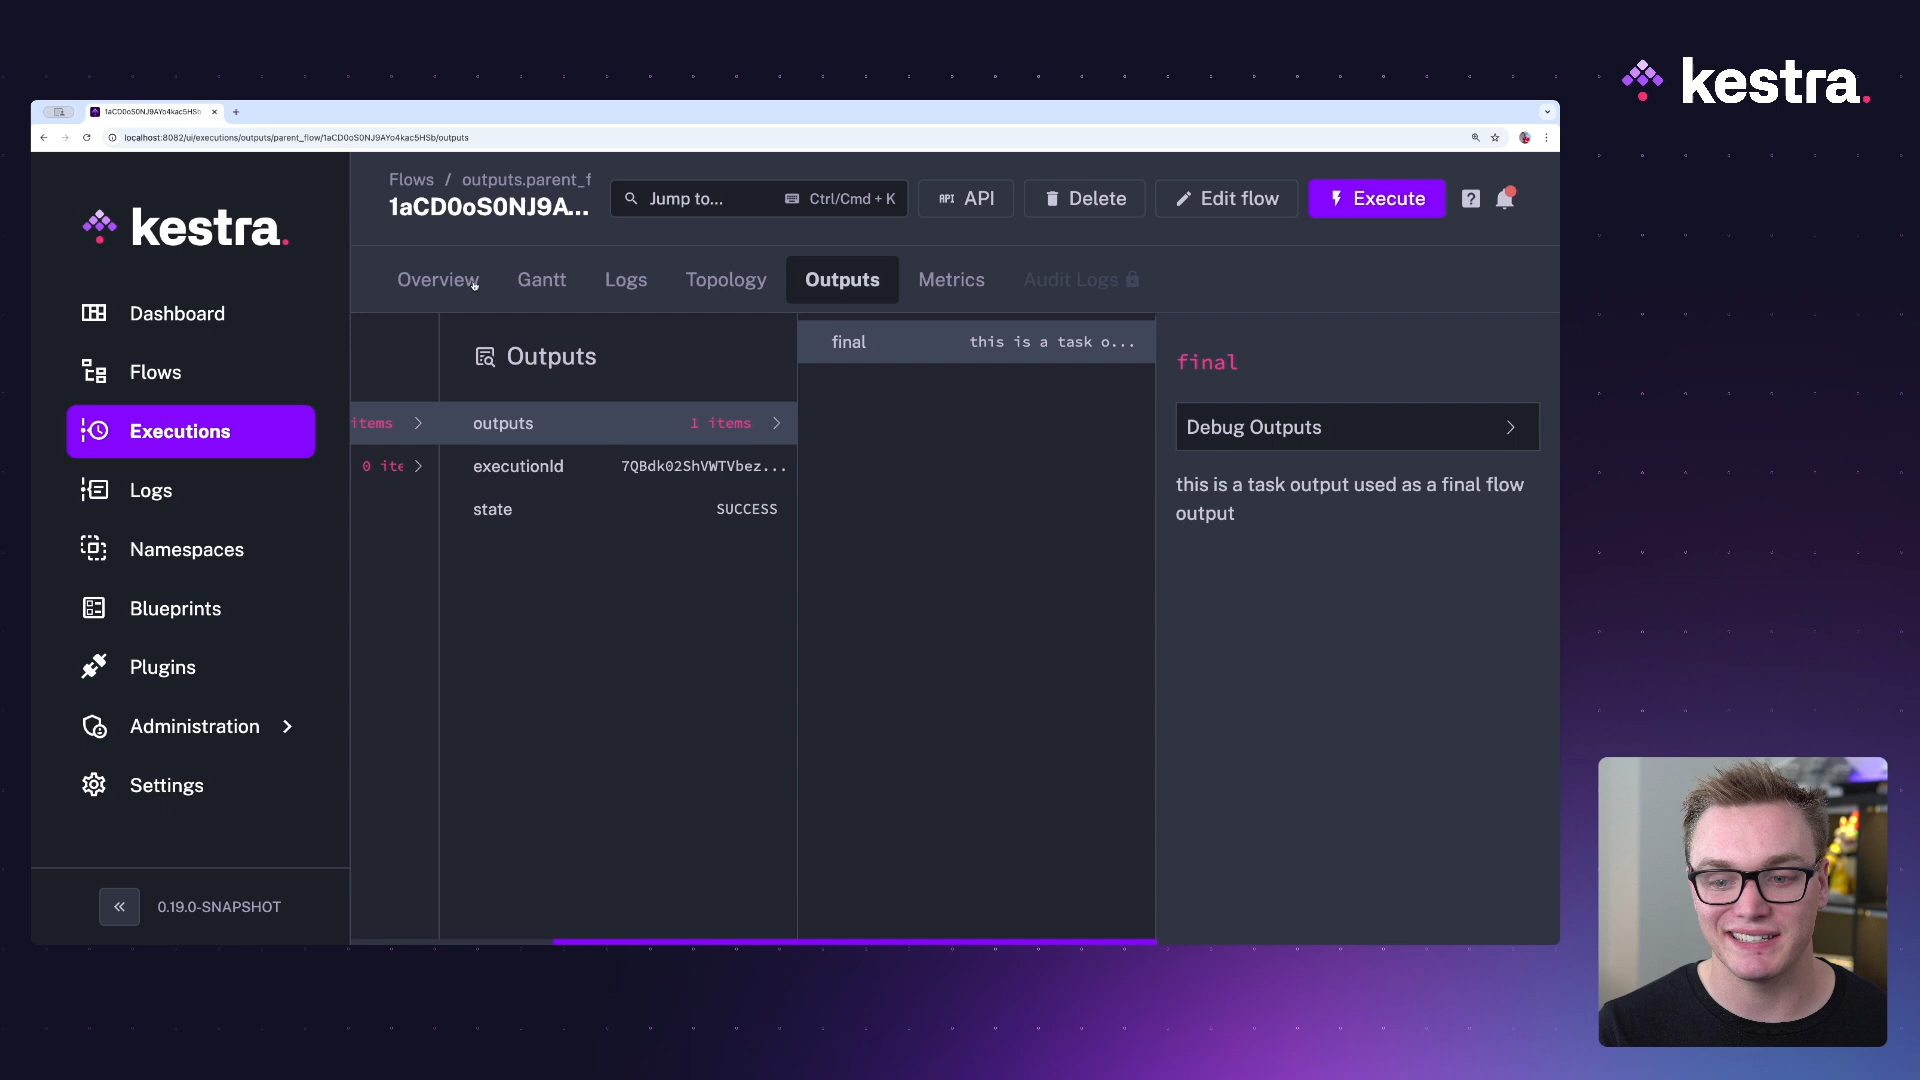 kestra.
1aCD0oS0NJ9AYo4kac5HSb
localhost:8082/ui/executions/outputs/parent_flow/1aCD0oS0NJ9AYo4kac5HSb/outputs
kestra.
Dashboard
Flows
Executions
Logs
Namespaces
Blueprints
Plugins
Administration
Settings
0.19.0-SNAPSHOT
Flows / outputs.parent_f
1aCD0oS0NJ9A...
Jump to... Ctrl/Cmd + K
API API
Delete
Edit flow
Execute
Overview Gantt Logs Topology Outputs Metrics Audit Logs
Outputs
items
outputs 1 items
0 ite
executionId 7QBdk02ShVWTVbez...
state SUCCESS
final this is a task o...
final
Debug Outputs
this is a task output used as a final flow
output